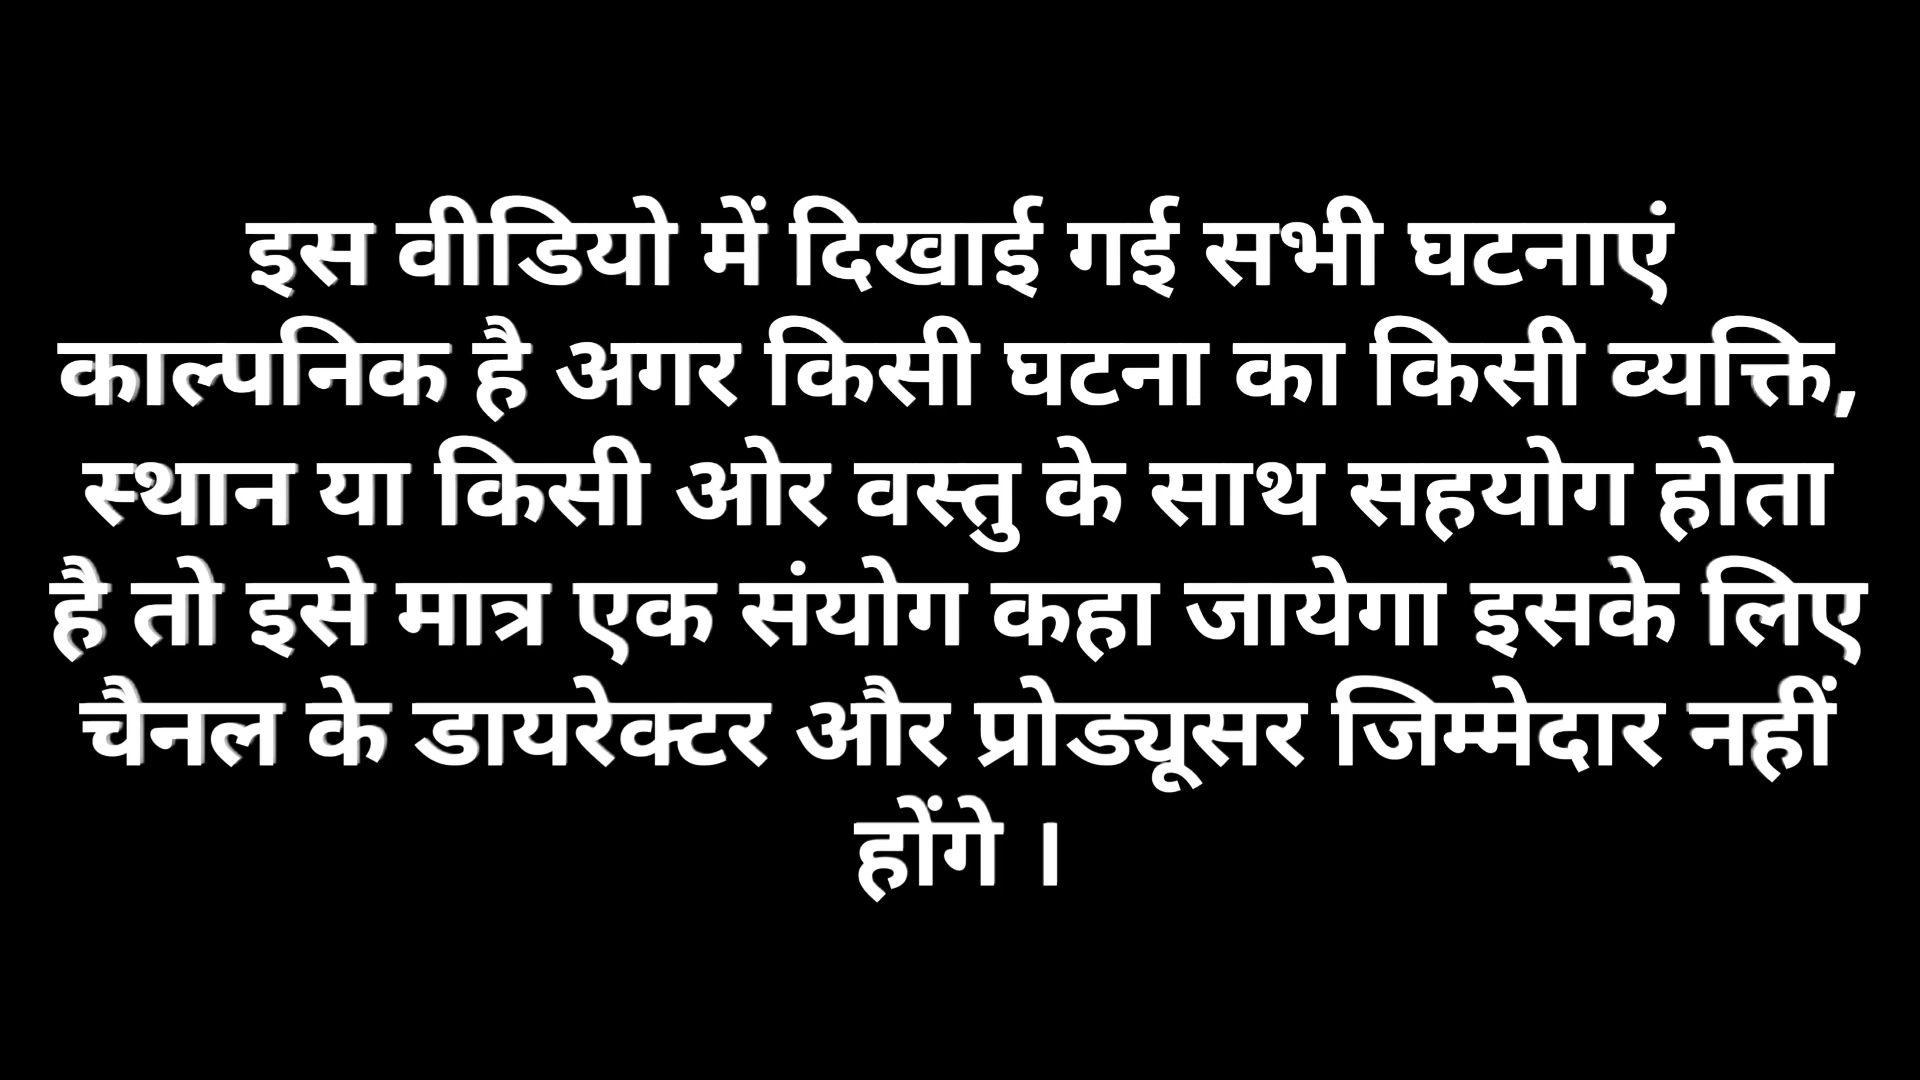 इस वीडियो में दिखाई गई सभी घटनाएं
काल्पनिक है अगर किसी घटना का किसी व्यक्ति,
स्थान या किसी ओर वस्तु के साथ सहयोग होता
है तो इसे मात्र एक संयोग कहा जायेगा इसके लिए
चैनल के डायरेक्टर और प्रोड्यूसर जिम्मेदार नहीं
होंगे ।